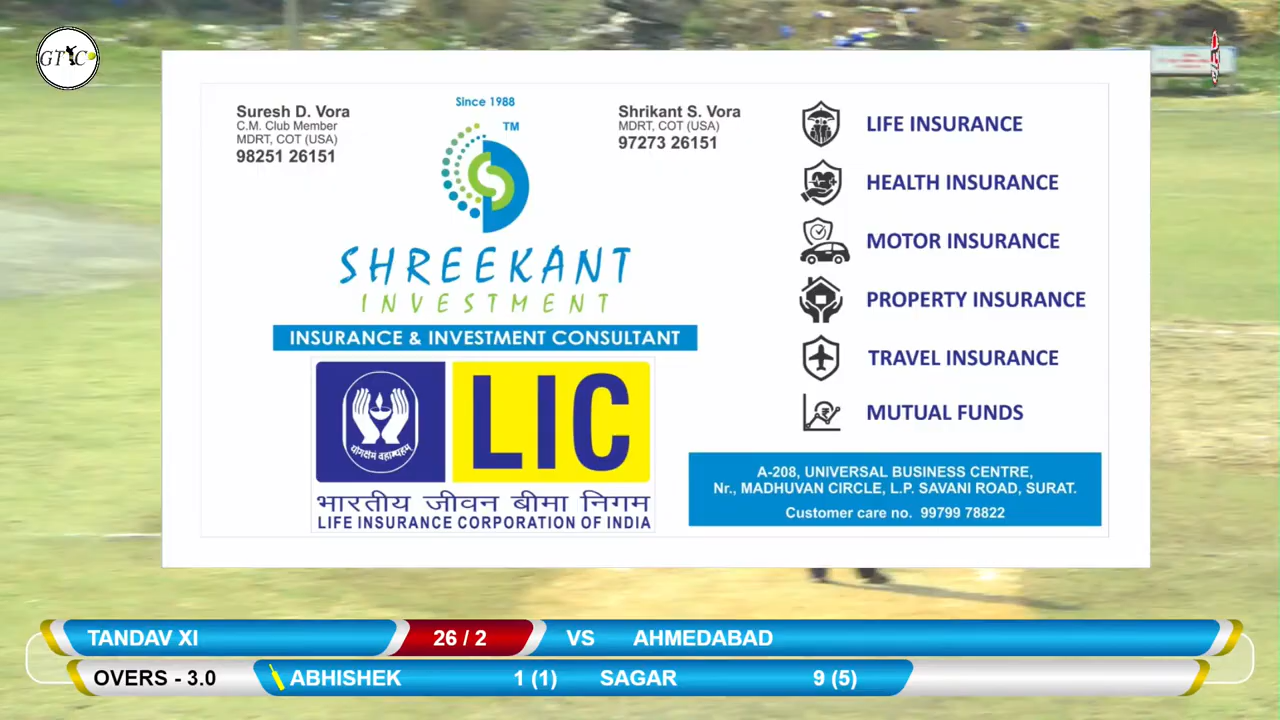 GTC
Suresh D. Vora
C.M. Club Member
MDRT, COT (USA)
98251 26151
Since 1988
TM
Shrikant S. Vora
MDRT, COT (USA)
97273 26151
SHREEKANT
INVESTMENT
INSURANCE & INVESTMENT CONSULTANT
योगक्षेमं वहाम्यहम्
LIC
भारतीय जीवन बीमा निगम
LIFE INSURANCE CORPORATION OF INDIA
LIFE INSURANCE
HEALTH INSURANCE
MOTOR INSURANCE
PROPERTY INSURANCE
TRAVEL INSURANCE
MUTUAL FUNDS
A-208, UNIVERSAL BUSINESS CENTRE,
Nr., MADHUVAN CIRCLE, L.P. SAVANI ROAD, SURAT.
Customer care no. 99799 78822
TANDAV XI 26 / 2 VS AHMEDABAD
OVERS - 3.0 ABHISHEK 1 (1) SAGAR 9 (5)